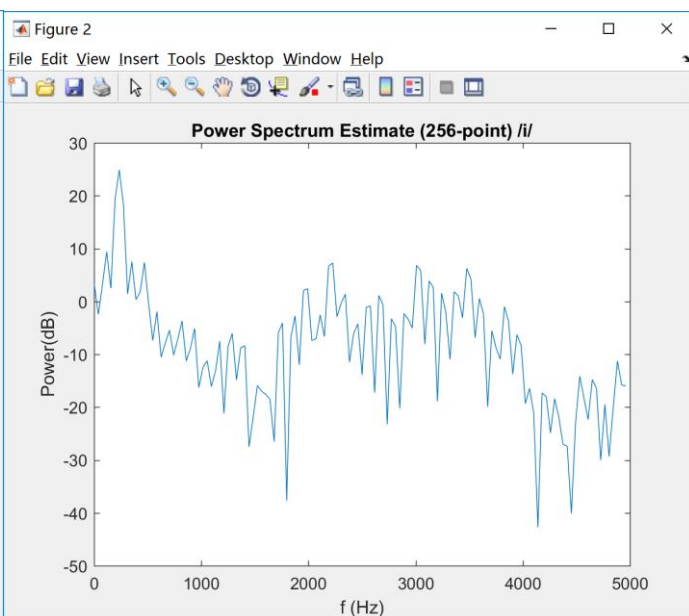 Figure 2
File Edit View Insert Tools Desktop Window Help
Power Spectrum Estimate (256-point) /i/
30
20
10
0
-10
-20
-30
-40
-50
Power(dB)
0 1000 2000 3000 4000 5000
f (Hz)